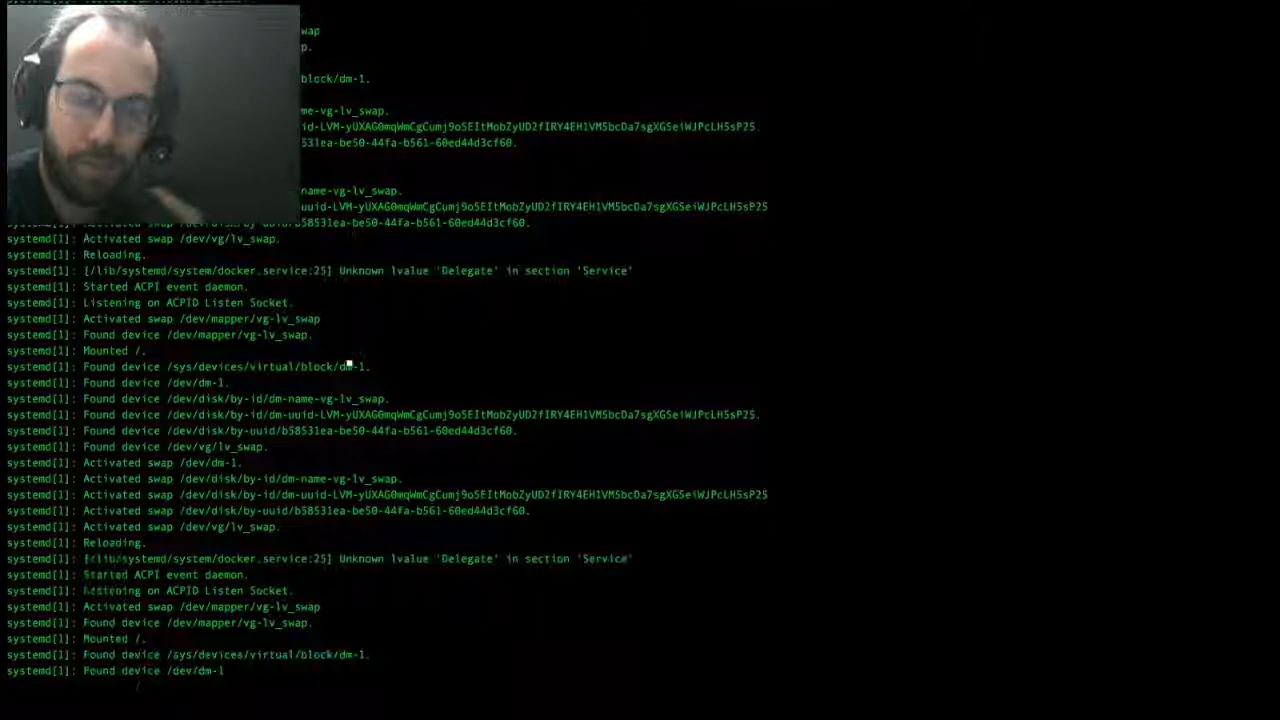 wap
p.
block/dm-1.
me-vg-lv_swap.
id-LVM-yUXAG0mqWmCgCumj9o5EItMobZyUD2fIRY4EH1VM5bcDa7sgXGSeiWJPcLH5sP25.
531ea-be50-44fa-b561-60ed44d3cf60.
name-vg-lv_swap.
uuid-LVM-yUXAG0mqWmCgCumj9o5EItMobZyUD2fIRY4EH1VM5bcDa7sgXGSeiWJPcLH5sP25
systemd[1]: Activated swap /dev/disk/by-uuid/b58531ea-be50-44fa-b561-60ed44d3cf60.
systemd[1]: Activated swap /dev/vg/lv_swap.
systemd[1]: Reloading.
systemd[1]: [/lib/systemd/system/docker.service:25] Unknown lvalue 'Delegate' in section 'Service'
systemd[1]: Started ACPI event daemon.
systemd[1]: Listening on ACPID Listen Socket.
systemd[1]: Activated swap /dev/mapper/vg-lv_swap
systemd[1]: Found device /dev/mapper/vg-lv_swap.
systemd[1]: Mounted /.
systemd[1]: Found device /sys/devices/virtual/block/dm-1.
systemd[1]: Found device /dev/dm-1.
systemd[1]: Found device /dev/disk/by-id/dm-name-vg-lv_swap.
systemd[1]: Found device /dev/disk/by-id/dm-uuid-LVM-yUXAG0mqWmCgCumj9o5EItMobZyUD2fIRY4EH1VM5bcDa7sgXGSeiWJPcLH5sP25.
systemd[1]: Found device /dev/disk/by-uuid/b58531ea-be50-44fa-b561-60ed44d3cf60.
systemd[1]: Found device /dev/vg/lv_swap.
systemd[1]: Activated swap /dev/dm-1.
systemd[1]: Activated swap /dev/disk/by-id/dm-name-vg-lv_swap.
systemd[1]: Activated swap /dev/disk/by-id/dm-uuid-LVM-yUXAG0mqWmCgCumj9o5EItMobZyUD2fIRY4EH1VM5bcDa7sgXGSeiWJPcLH5sP25
systemd[1]: Activated swap /dev/disk/by-uuid/b58531ea-be50-44fa-b561-60ed44d3cf60.
systemd[1]: Activated swap /dev/vg/lv_swap.
systemd[1]: Reloading.
systemd[1]: [/lib/systemd/system/docker.service:25] Unknown lvalue 'Delegate' in section 'Service'
systemd[1]: Started ACPI event daemon.
systemd[1]: Listening on ACPID Listen Socket.
systemd[1]: Activated swap /dev/mapper/vg-lv_swap
systemd[1]: Found device /dev/mapper/vg-lv_swap.
systemd[1]: Mounted /.
systemd[1]: Found device /sys/devices/virtual/block/dm-1.
systemd[1]: Found device /dev/dm-1